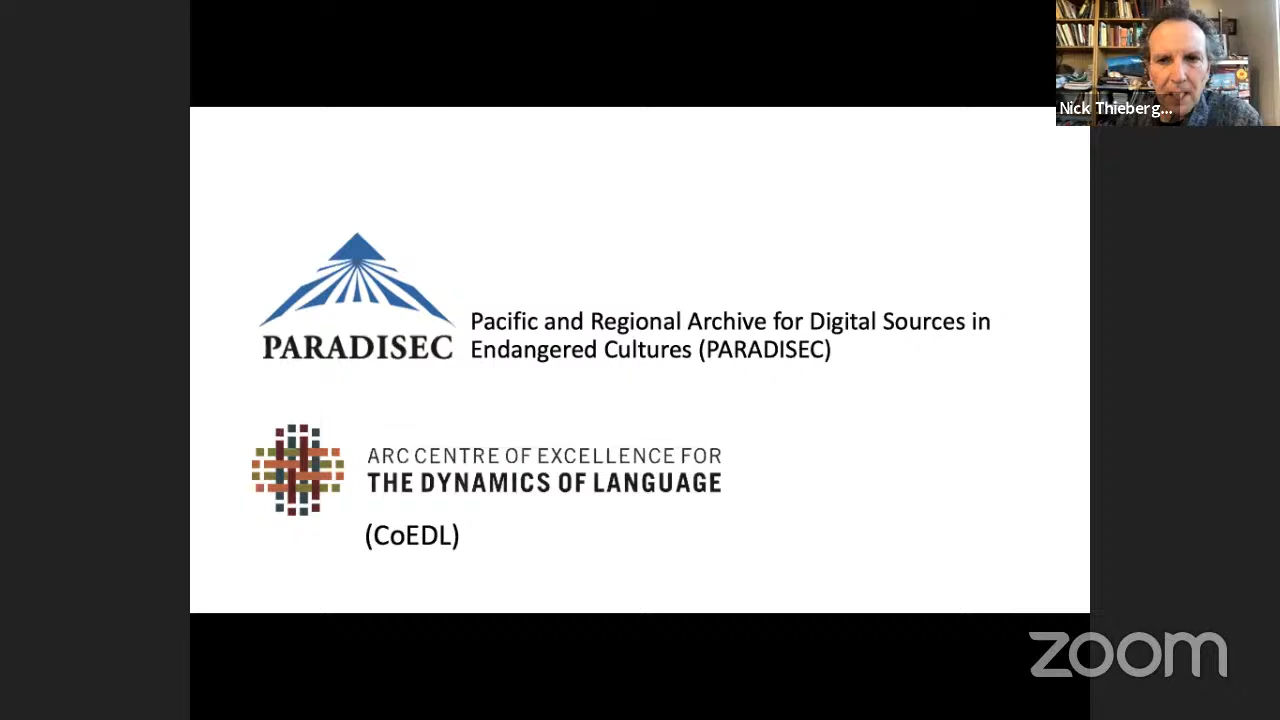 Nick Thieberg...
PARADISEC
Pacific and Regional Archive for Digital Sources in
Endangered Cultures (PARADISEC)
ARC CENTRE OF EXCELLENCE FOR
THE DYNAMICS OF LANGUAGE
(CoEDL)
zoom